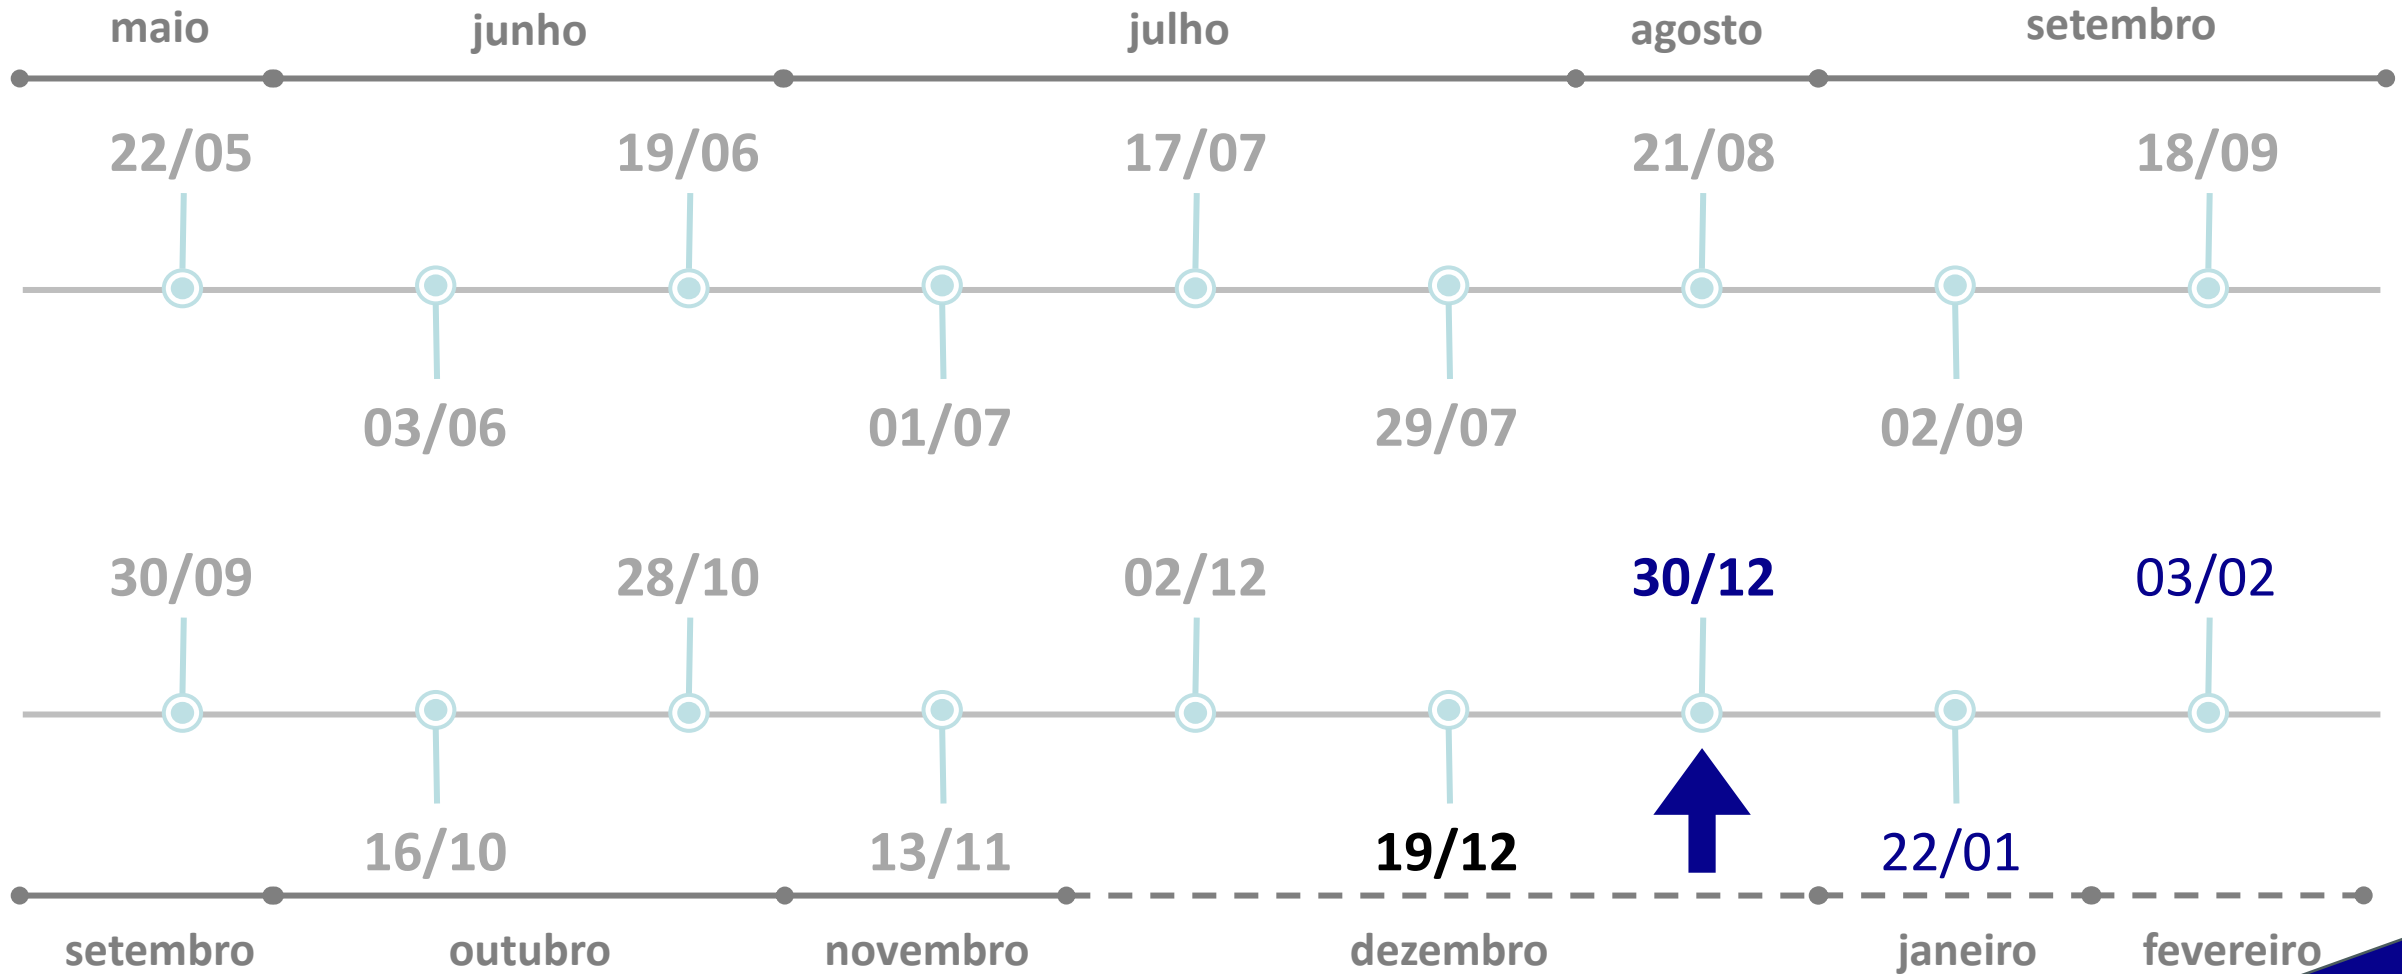 maio junho julho agosto setembro
22/05 19/06 17/07 21/08 18/09
03/06 01/07 29/07 02/09
30/09 28/10 02/12 30/12 03/02
16/10 13/11 19/12 22/01
setembro outubro novembro dezembro janeiro fevereiro